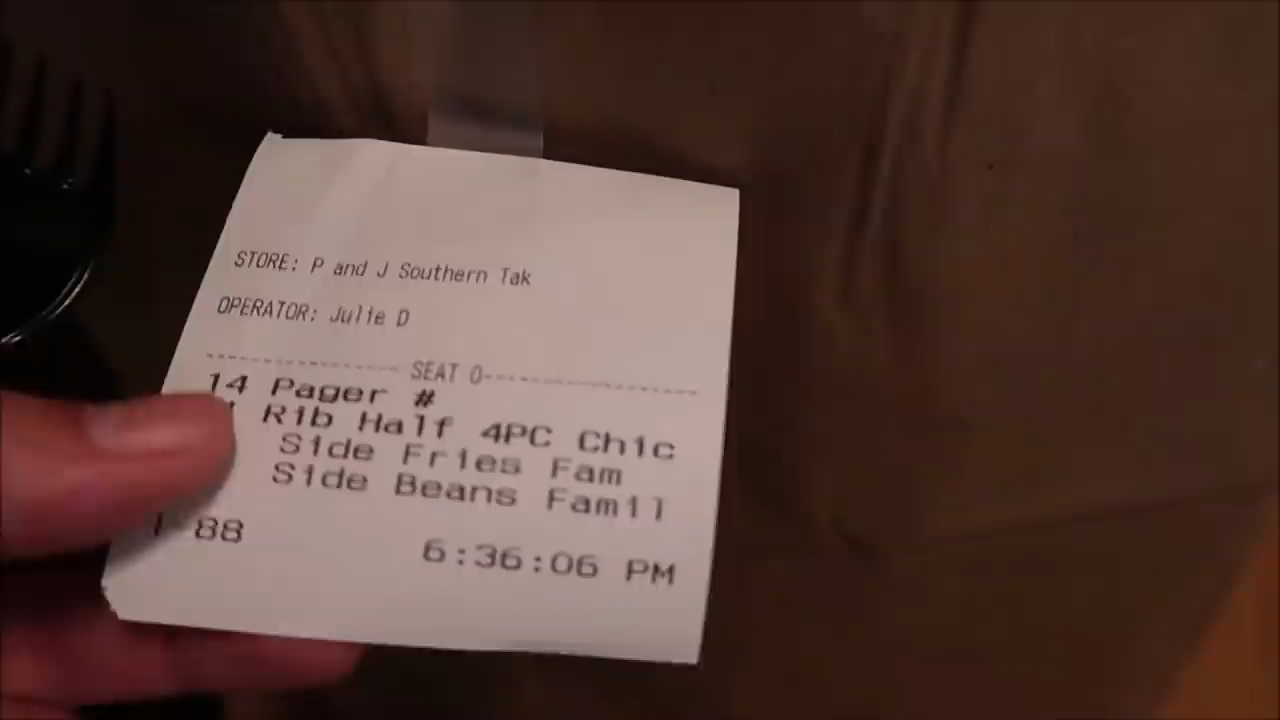 STORE: P and J Southern Tak
OPERATOR: Julie D
SEAT 0
14 Pager #
Rib Half 4PC Chic
Side Fries Fam
Side Beans Famil
88
6:36:06 PM